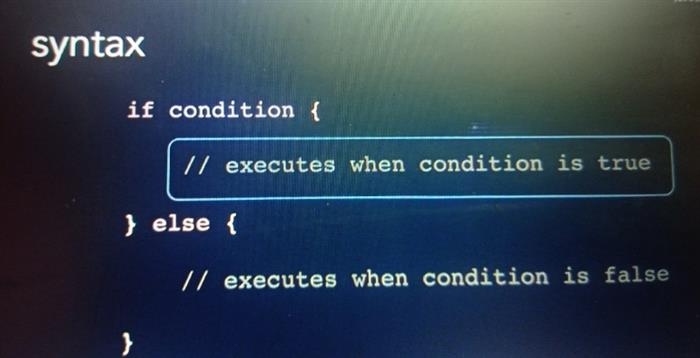 syntax
if condition {
// executes when condition is true
} else {
// executes when condition is false
}